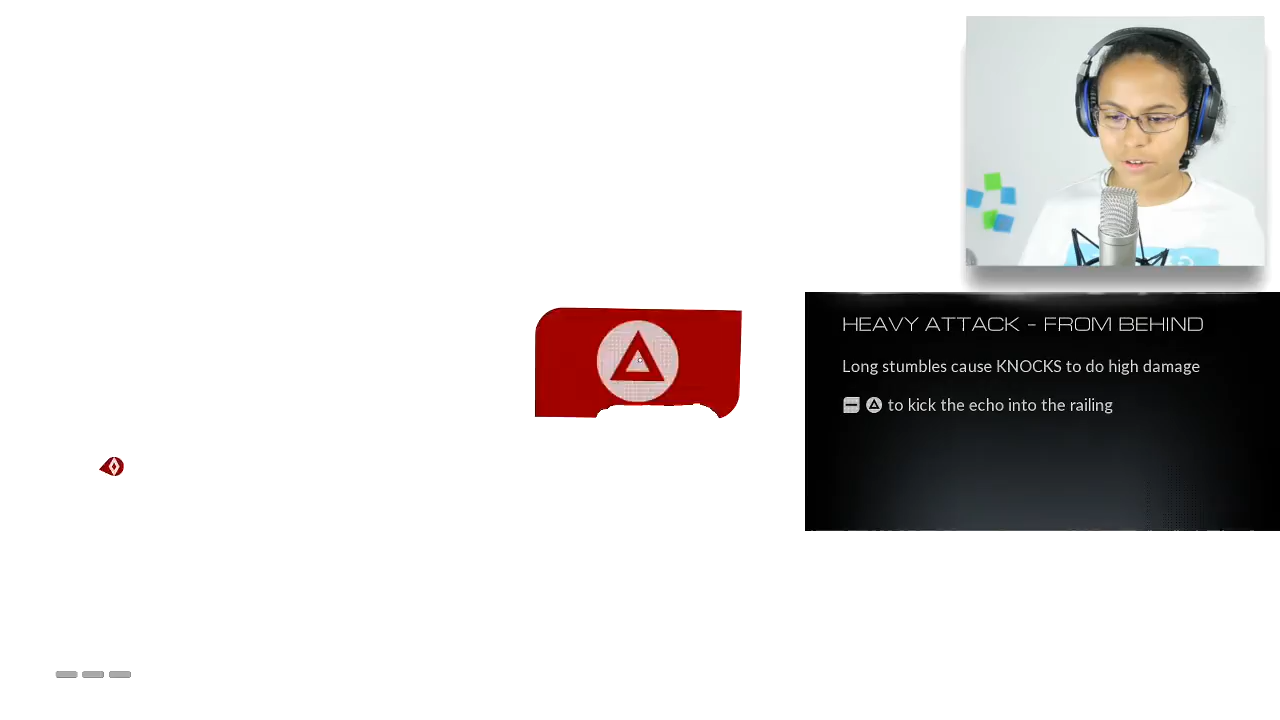 HEAVY ATTACK - FROM BEHIND
Long stumbles cause KNOCKS to do high damage
to kick the echo into the railing